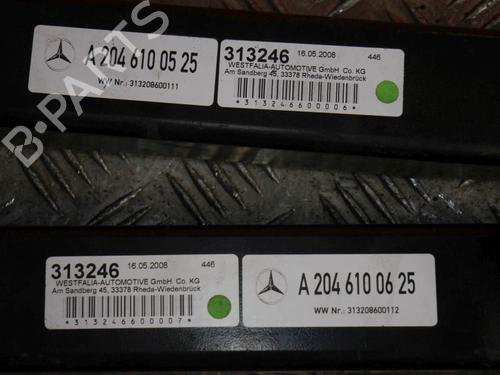 A 204 610 05 25
WW Nr.: 313208600111
313246 16.05.2008 446
WESTFALIA-AUTOMOTIVE GmbH Co. KG
Am Sandberg 45, 33378 Rheda-Wiedenbrück
*313246600006*
B-PARTS
313246 16.05.2008 446
WESTFALIA-AUTOMOTIVE GmbH Co. KG
Am Sandberg 45, 33378 Rheda-Wiedenbrück
*313246600007*
A 204 610 06 25
WW Nr.: 313208600112